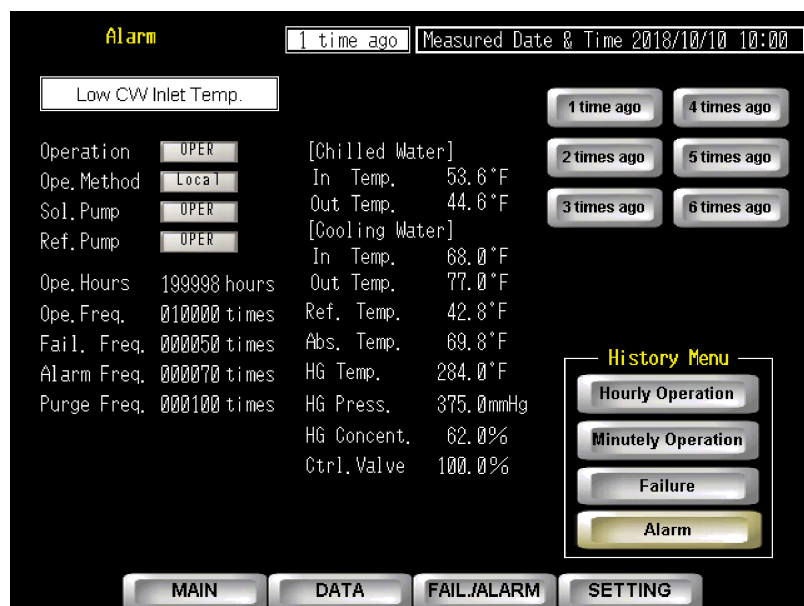 Alarm
1 time ago
Measured Date & Time 2018/10/10 10:00
Low CW Inlet Temp.
1 time ago
4 times ago
2 times ago
5 times ago
3 times ago
6 times ago
Operation OPER
Ope.Method Local
Sol.Pump OPER
Ref.Pump OPER
Ope.Hours 199998 hours
Ope.Freq. 010000 times
Fail. Freq. 000050 times
Alarm Freq. 000070 times
Purge Freq. 000100 times
[Chilled Water]
In Temp. 53.6°F
Out Temp. 44.6°F
[Cooling Water]
In Temp. 68.0°F
Out Temp. 77.0°F
Ref. Temp. 42.8°F
Abs. Temp. 69.8°F
HG Temp. 284.0°F
HG Press. 375.0mmHg
HG Concent. 62.0%
Ctrl.Valve 100.0%
History Menu
Hourly Operation
Minutely Operation
Failure
Alarm
MAIN DATA FAIL./ALARM SETTING